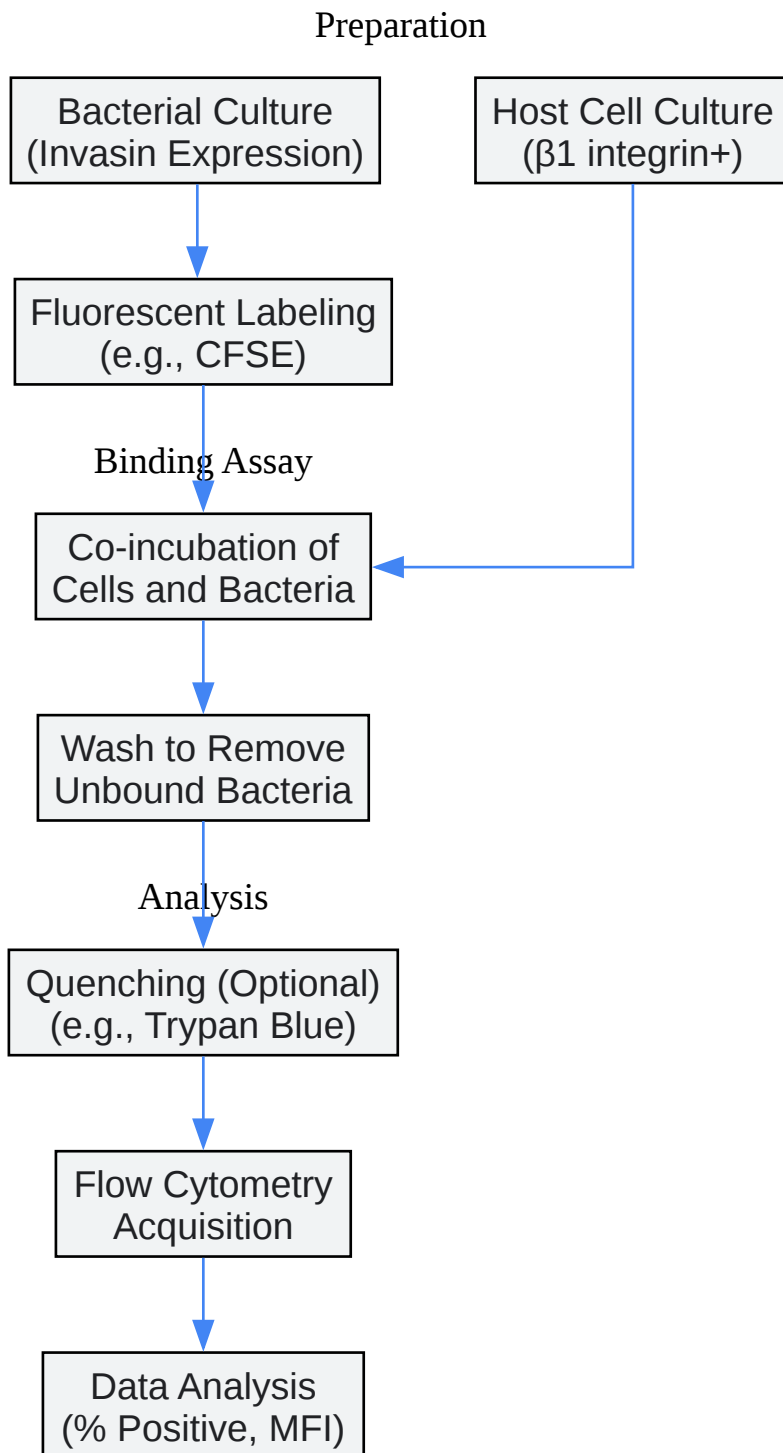 Preparation
Bacterial Culture
(Invasin Expression)
Host Cell Culture
(β1 integrin+)
Fluorescent Labeling
(e.g., CFSE)
Binding Assay
Co-incubation of
Cells and Bacteria
Wash to Remove
Unbound Bacteria
Analysis
Quenching (Optional)
(e.g., Trypan Blue)
Flow Cytometry
Acquisition
Data Analysis
(% Positive, MFI)